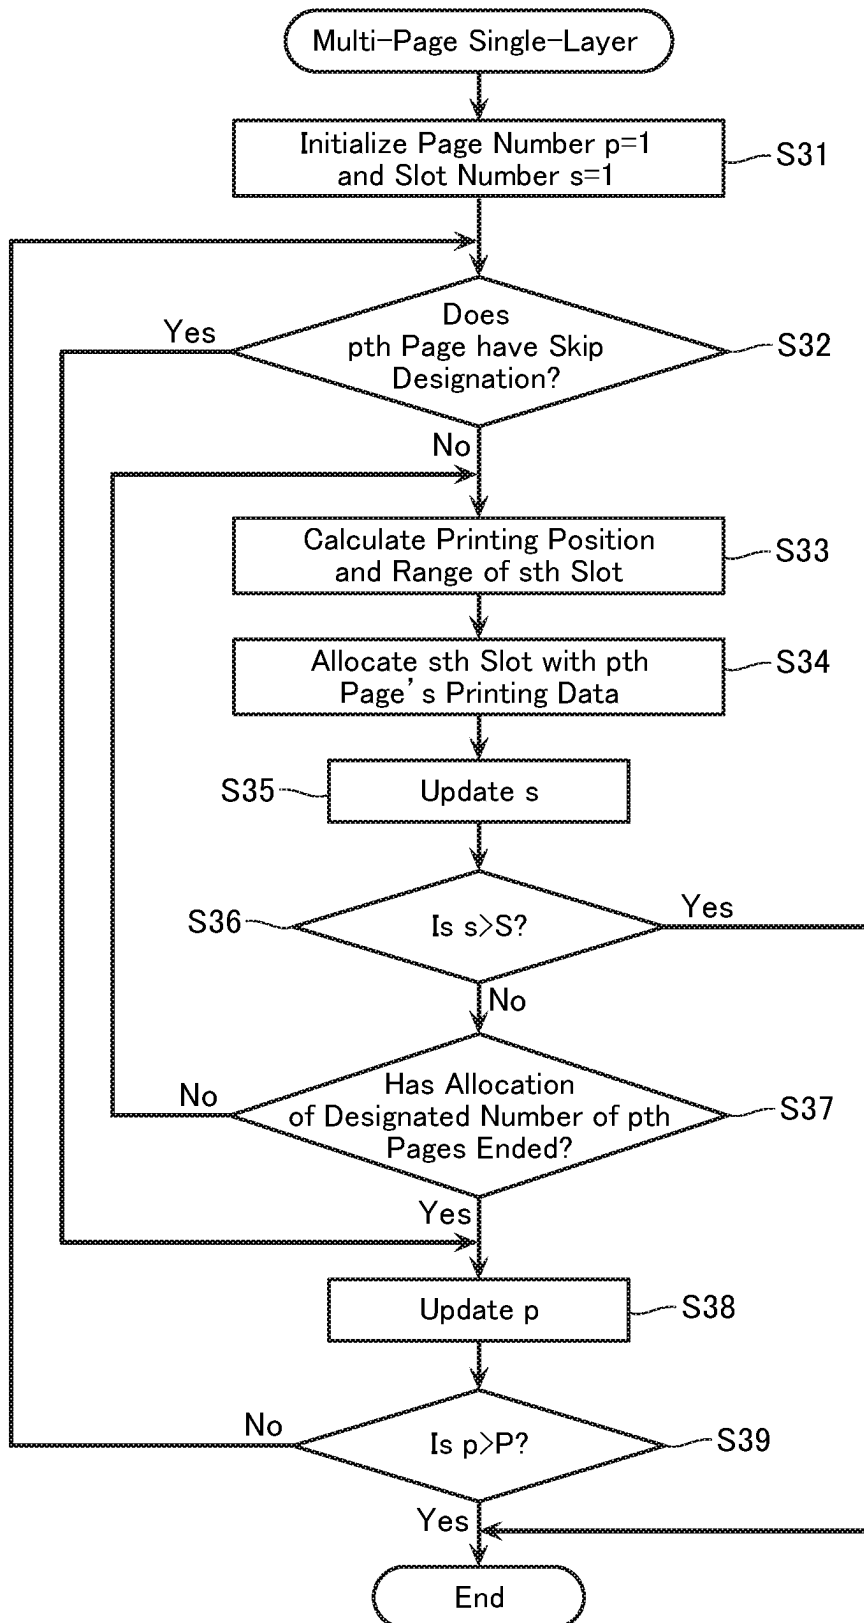 Multi-Page Single-Layer
Initialize Page Number p=1
and Slot Number s=1
S31
Does
pth Page have Skip
Designation?
S32
Yes
No
Calculate Printing Position
and Range of sth Slot
S33
Allocate sth Slot with pth
Page's Printing Data
S34
Update s
S35
Is s>S?
S36
Yes
No
Has Allocation
of Designated Number of pth
Pages Ended?
S37
No
Yes
Update p
S38
Is p>P?
S39
No
Yes
End